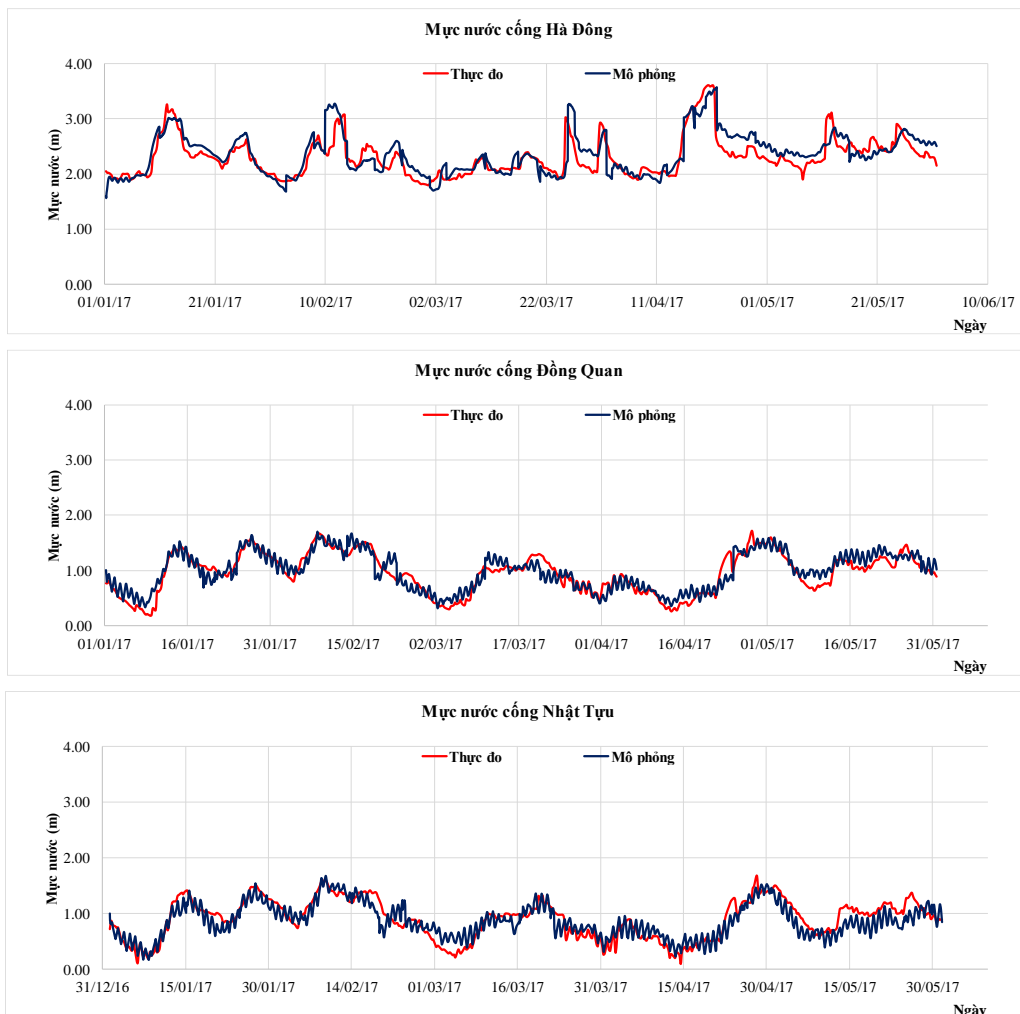 Mực nước cống Hà Đông
Thực đo Mô phỏng
Mực nước (m)
4.00
3.00
2.00
1.00
0.00
01/01/17 21/01/17 10/02/17 02/03/17 22/03/17 11/04/17 01/05/17 21/05/17 10/06/17
Ngày
Mực nước cống Đồng Quan
Thực đo Mô phỏng
Mực nước (m)
4.00
3.00
2.00
1.00
0.00
01/01/17 16/01/17 31/01/17 15/02/17 02/03/17 17/03/17 01/04/17 16/04/17 01/05/17 16/05/17 31/05/17
Ngày
Mực nước cống Nhật Tựu
Thực đo Mô phỏng
Mực nước (m)
4.00
3.00
2.00
1.00
0.00
31/12/16 15/01/17 30/01/17 14/02/17 01/03/17 16/03/17 31/03/17 15/04/17 30/04/17 15/05/17 30/05/17
Ngày